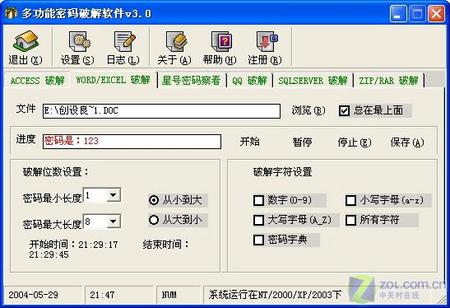 多功能密码破解软件v3.0
退出(X) 设置(S) 日志(L) 关于(A) 帮助(H) 注册(R)
ACCESS 破解 WORD/EXCEL 破解 星号密码察看 QQ 破解 SQLSERVER 破解 ZIP/RAR 破解
文件 E:\创设良~1.DOC 浏览(B) 总在最上面
进度 密码是：123 开始 暂停 停止(E) 保存(A)
破解位数设置： 破解字符设置：
密码最小长度 1 从小到大 数字(0-9) 小写字母(a-z)
密码最大长度 8 从大到小 大写字母(A_Z) 所有字符
密码字典
开始时间：21:29:17 结束时间：
21:29:45
2004-05-29 21:47 NUM 系统运行在NT/2000/XP/2003下
ZOL.com.cn
中关村在线